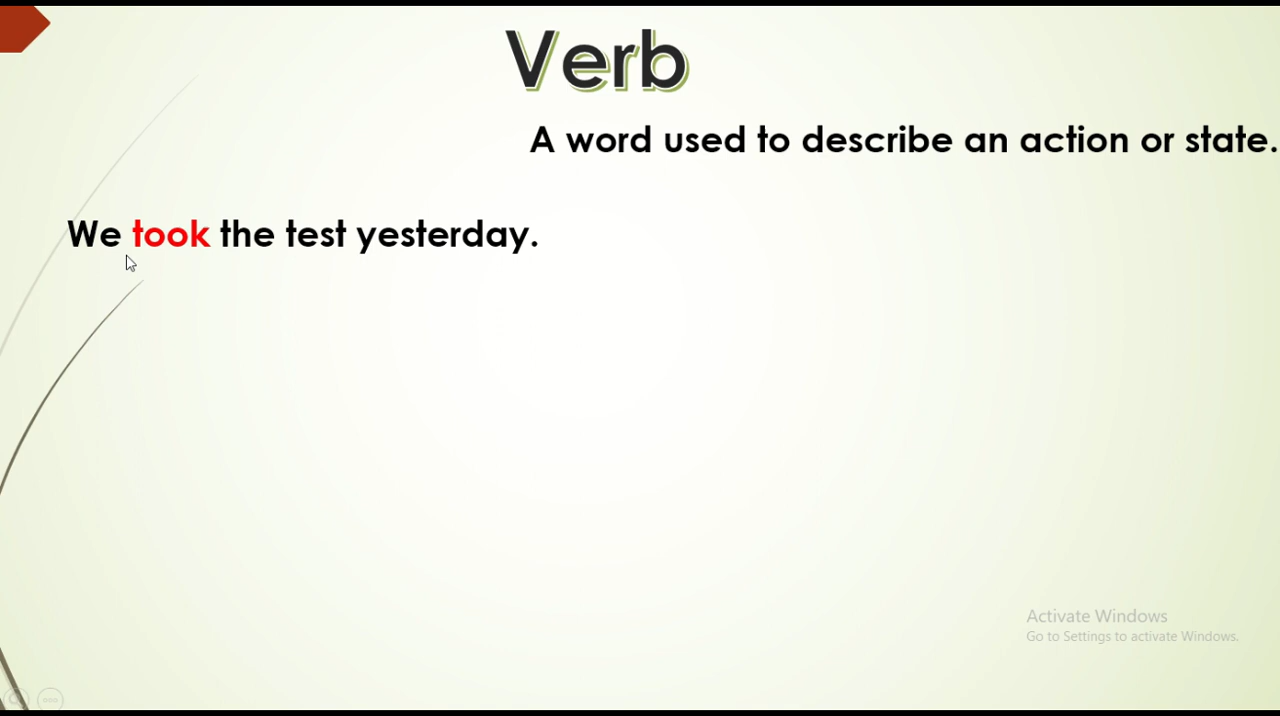 Verb
A word used to describe an action or state.
We took the test yesterday.
Activate Windows
Go to Settings to activate Windows.